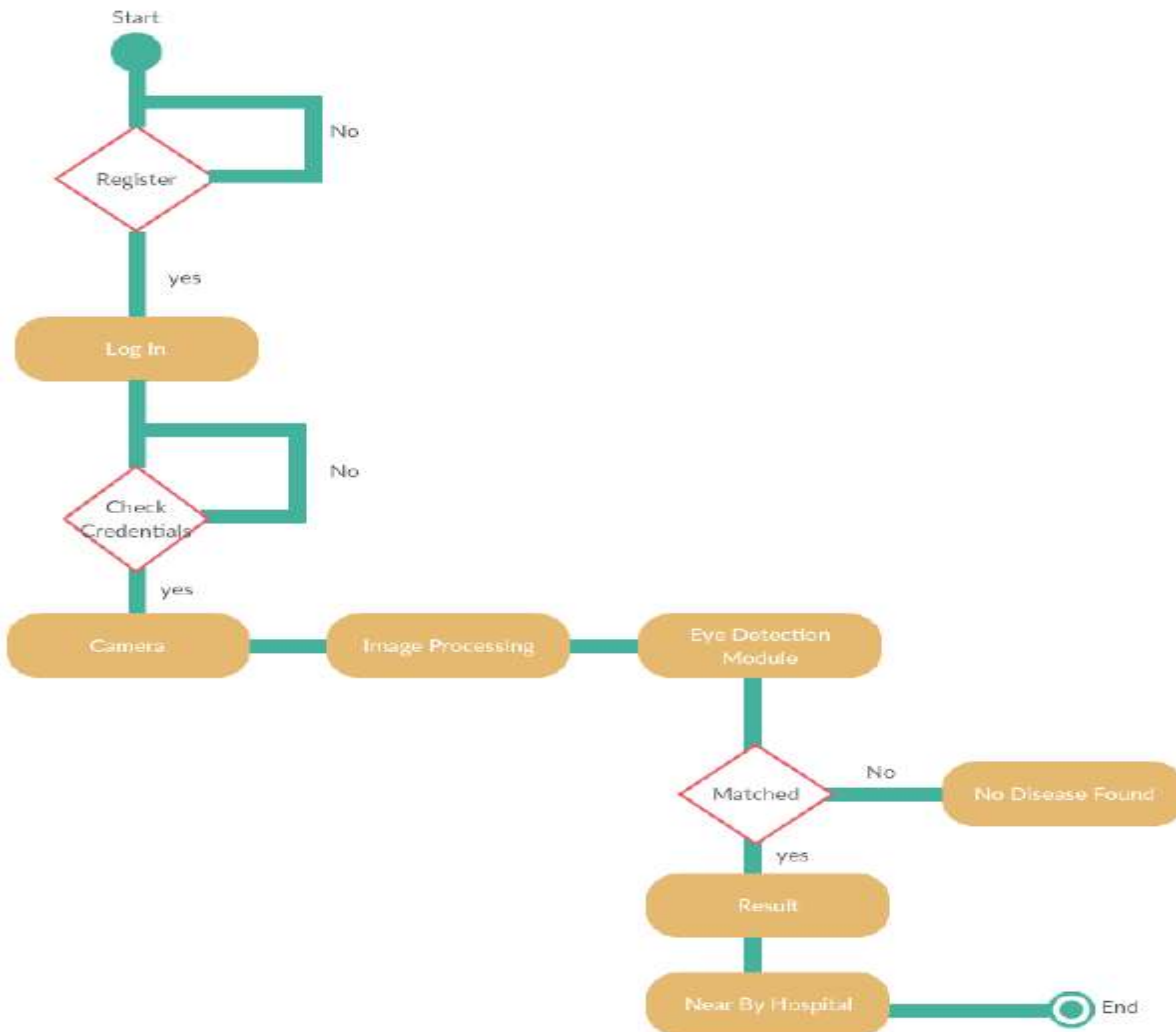 Start
No
Register
yes
Log In
No
Check
Credentials
yes
Camera
Image Processing
Eye Detection
Module
No
Matched
No Disease Found
yes
Result
Near By Hospital
End